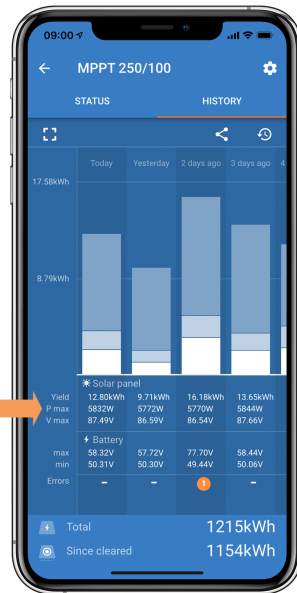 09:00
MPPT 250/100
STATUS HISTORY
Today Yesterday 2 days ago 3 days ago 4
17.58kWh
8.79kWh
Solar panel
Yield 12.80kWh 9.71kWh 16.18kWh 13.65kWh
P max 5832W 5772W 5770W 5844W
V max 87.49V 86.59V 86.54V 87.66V
Battery
max 58.32V 57.72V 77.70V 58.44V
min 50.31V 50.30V 49.44V 50.06V
Errors – – 1 –
Total 1215kWh
Since cleared 1154kWh